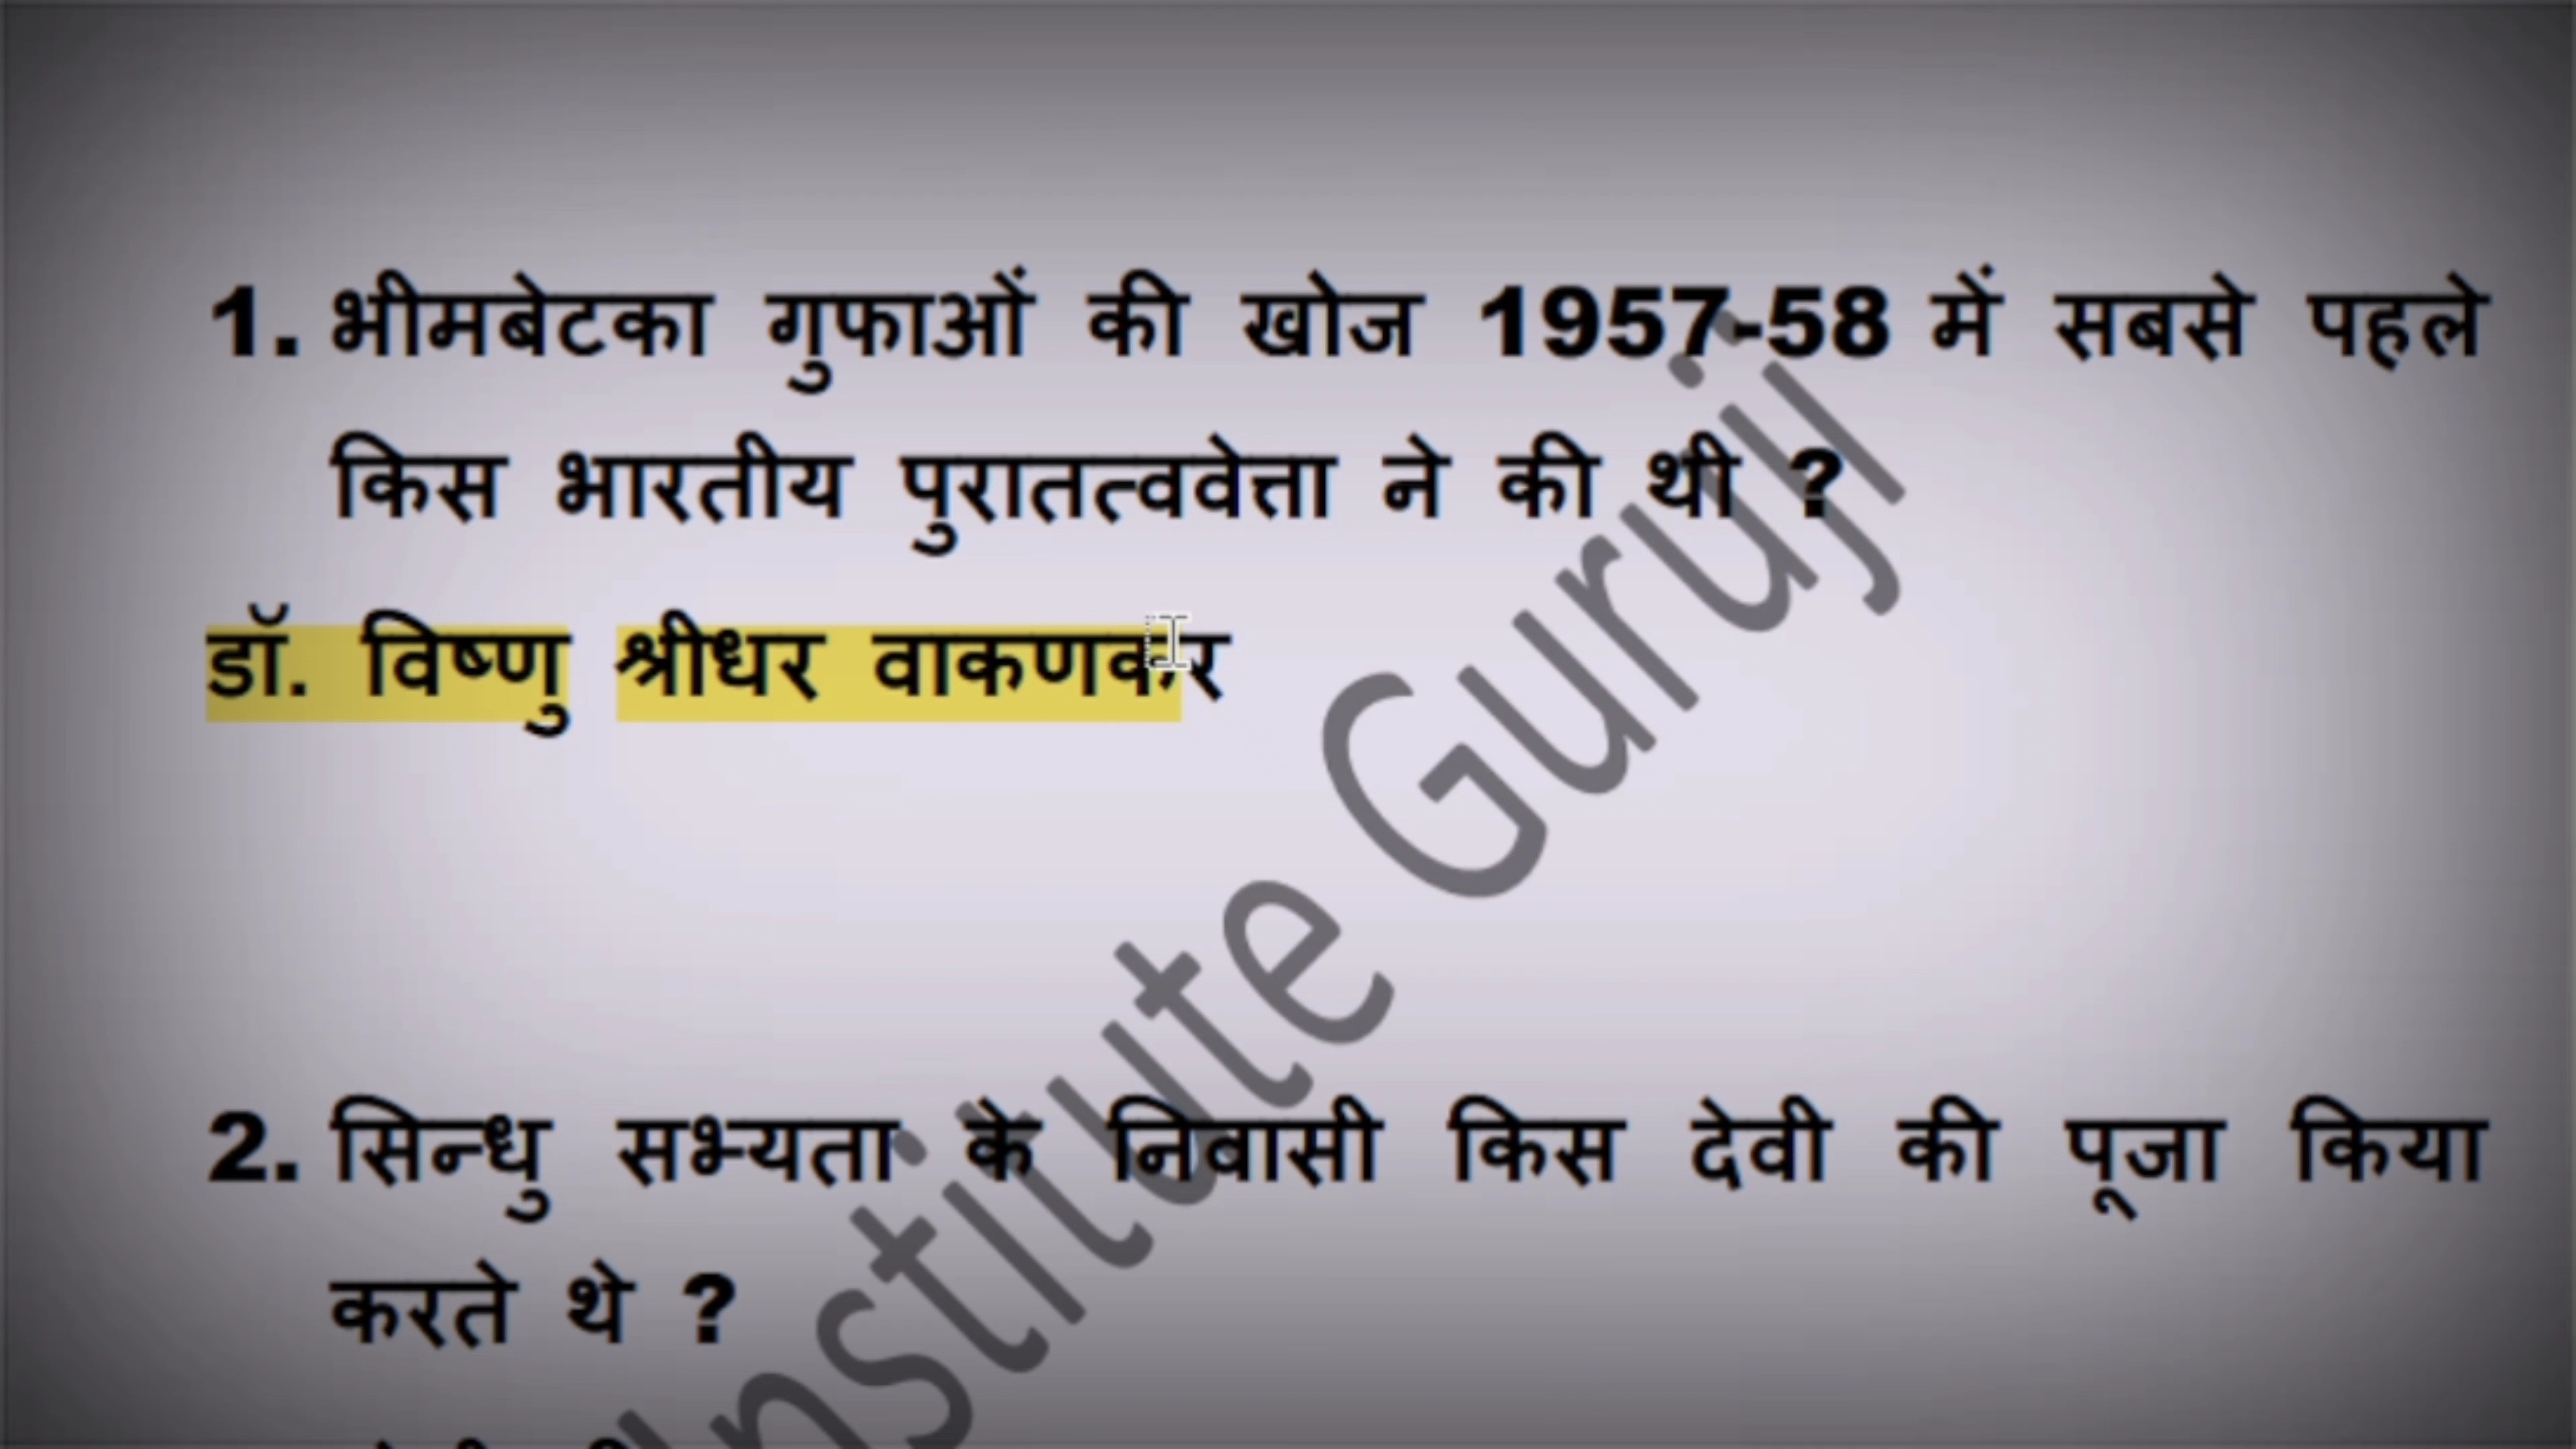 1. भीमबेटका गुफाओं की खोज 1957-58 में सबसे पहले
किस भारतीय पुरातत्ववेत्ता ने की थी ?
डॉ. विष्णु श्रीधर वाकणकर
2. सिन्धु सभ्यता के निवासी किस देवी की पूजा किया
करते थे ?
Institute Guruji